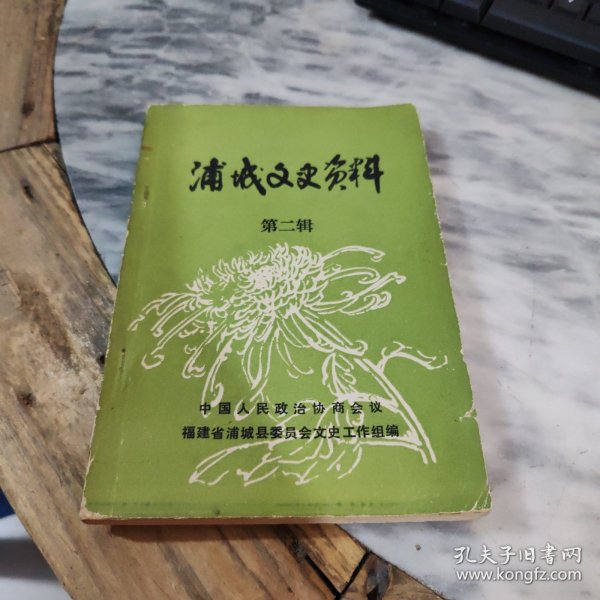 浦城文史资料
第二辑
中国人民政治协商会议
福建省浦城县委员会文史工作组编
孔夫子旧书网
www.kongfz.com